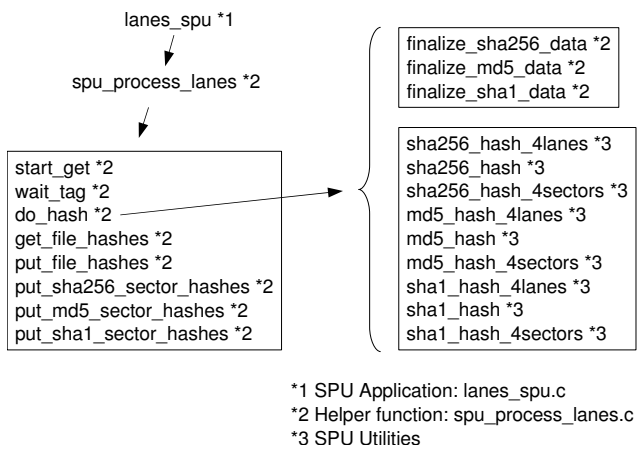 lanes_spu *1
spu_process_lanes *2
start_get *2
wait_tag *2
do_hash *2
get_file_hashes *2
put_file_hashes *2
put_sha256_sector_hashes *2
put_md5_sector_hashes *2
put_sha1_sector_hashes *2
finalize_sha256_data *2
finalize_md5_data *2
finalize_sha1_data *2
sha256_hash_4lanes *3
sha256_hash *3
sha256_hash_4sectors *3
md5_hash_4lanes *3
md5_hash *3
md5_hash_4sectors *3
sha1_hash_4lanes *3
sha1_hash *3
sha1_hash_4sectors *3
*1 SPU Application: lanes_spu.c
*2 Helper function: spu_process_lanes.c
*3 SPU Utilities